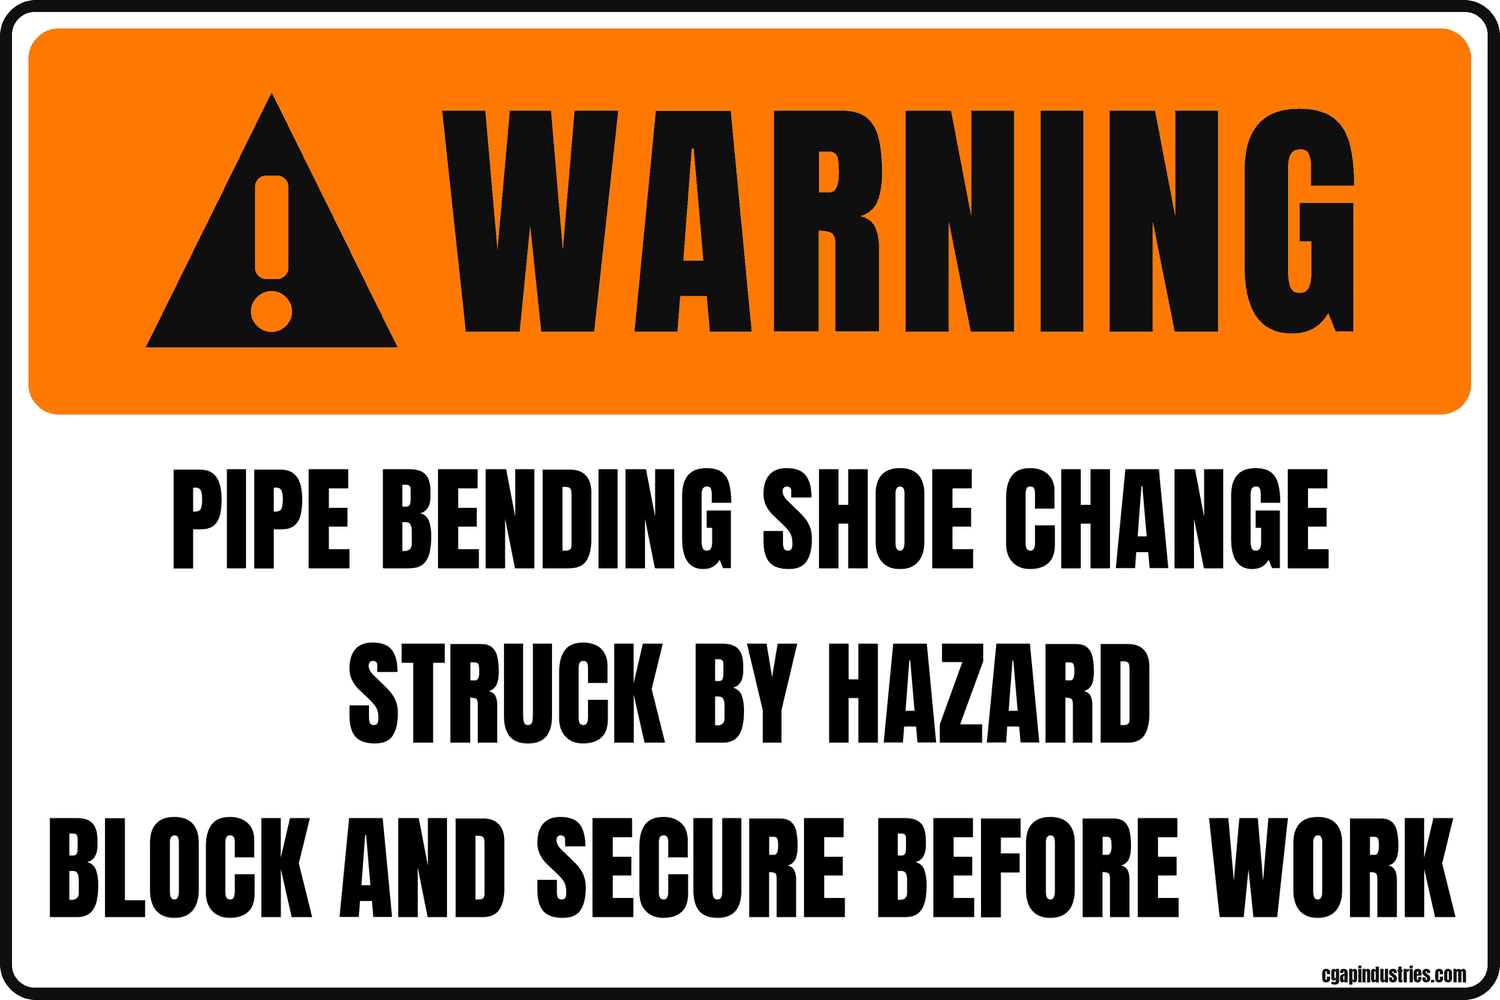 WARNING
PIPE BENDING SHOE CHANGE
STRUCK BY HAZARD
BLOCK AND SECURE BEFORE WORK
cgapindustries.com